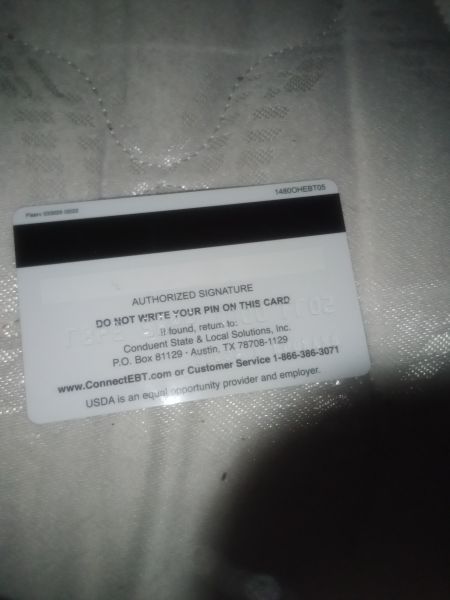 1480OHEBT05
AUTHORIZED SIGNATURE
DO NOT WRITE YOUR PIN ON THIS CARD
If found, return to:
Conduent State & Local Solutions, Inc.
P.O. Box 81129 · Austin, TX 78708-1129
www.ConnectEBT.com or Customer Service 1-866-386-3071
USDA is an equal opportunity provider and employer.